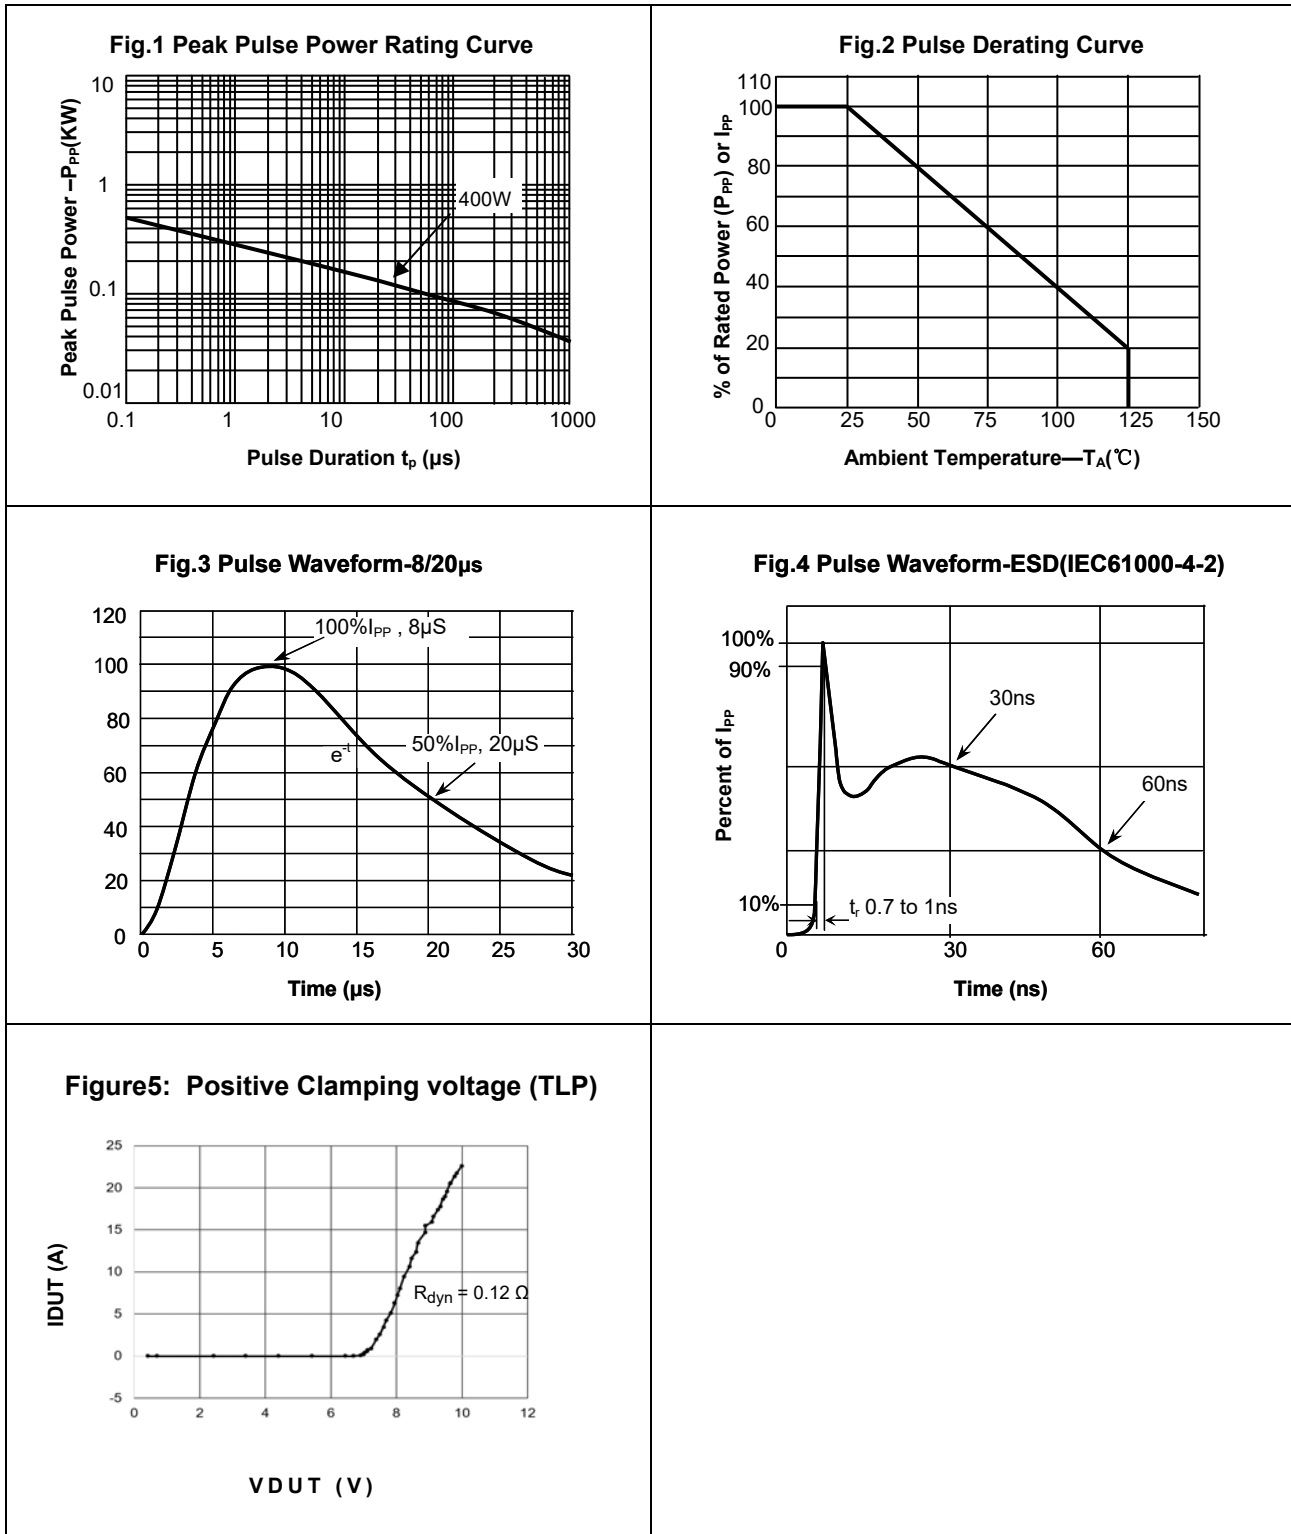 Fig.1 Peak Pulse Power Rating Curve
Peak Pulse Power –PPP(KW)
10
1
0.1
0.01
400W
0.1 1 10 100 1000
Pulse Duration tp (µs)
Fig.2 Pulse Derating Curve
% of Rated Power (PPP) or IPP
110
100
80
60
40
20
0
0 25 50 75 100 125 150
Ambient Temperature—TA(℃)
Fig.3 Pulse Waveform-8/20µs
120
100
80
60
40
20
0
100%IPP , 8µS
e-t
50%IPP, 20µS
0 5 10 15 20 25 30
Time (µs)
Fig.4 Pulse Waveform-ESD(IEC61000-4-2)
Percent of IPP
100%
90%
10%
30ns
60ns
tr 0.7 to 1ns
0 30 60
Time (ns)
Figure5: Positive Clamping voltage (TLP)
IDUT (A)
25
20
15
10
5
0
-5
Rdyn = 0.12 Ω
0 2 4 6 8 10 12
VDUT (V)